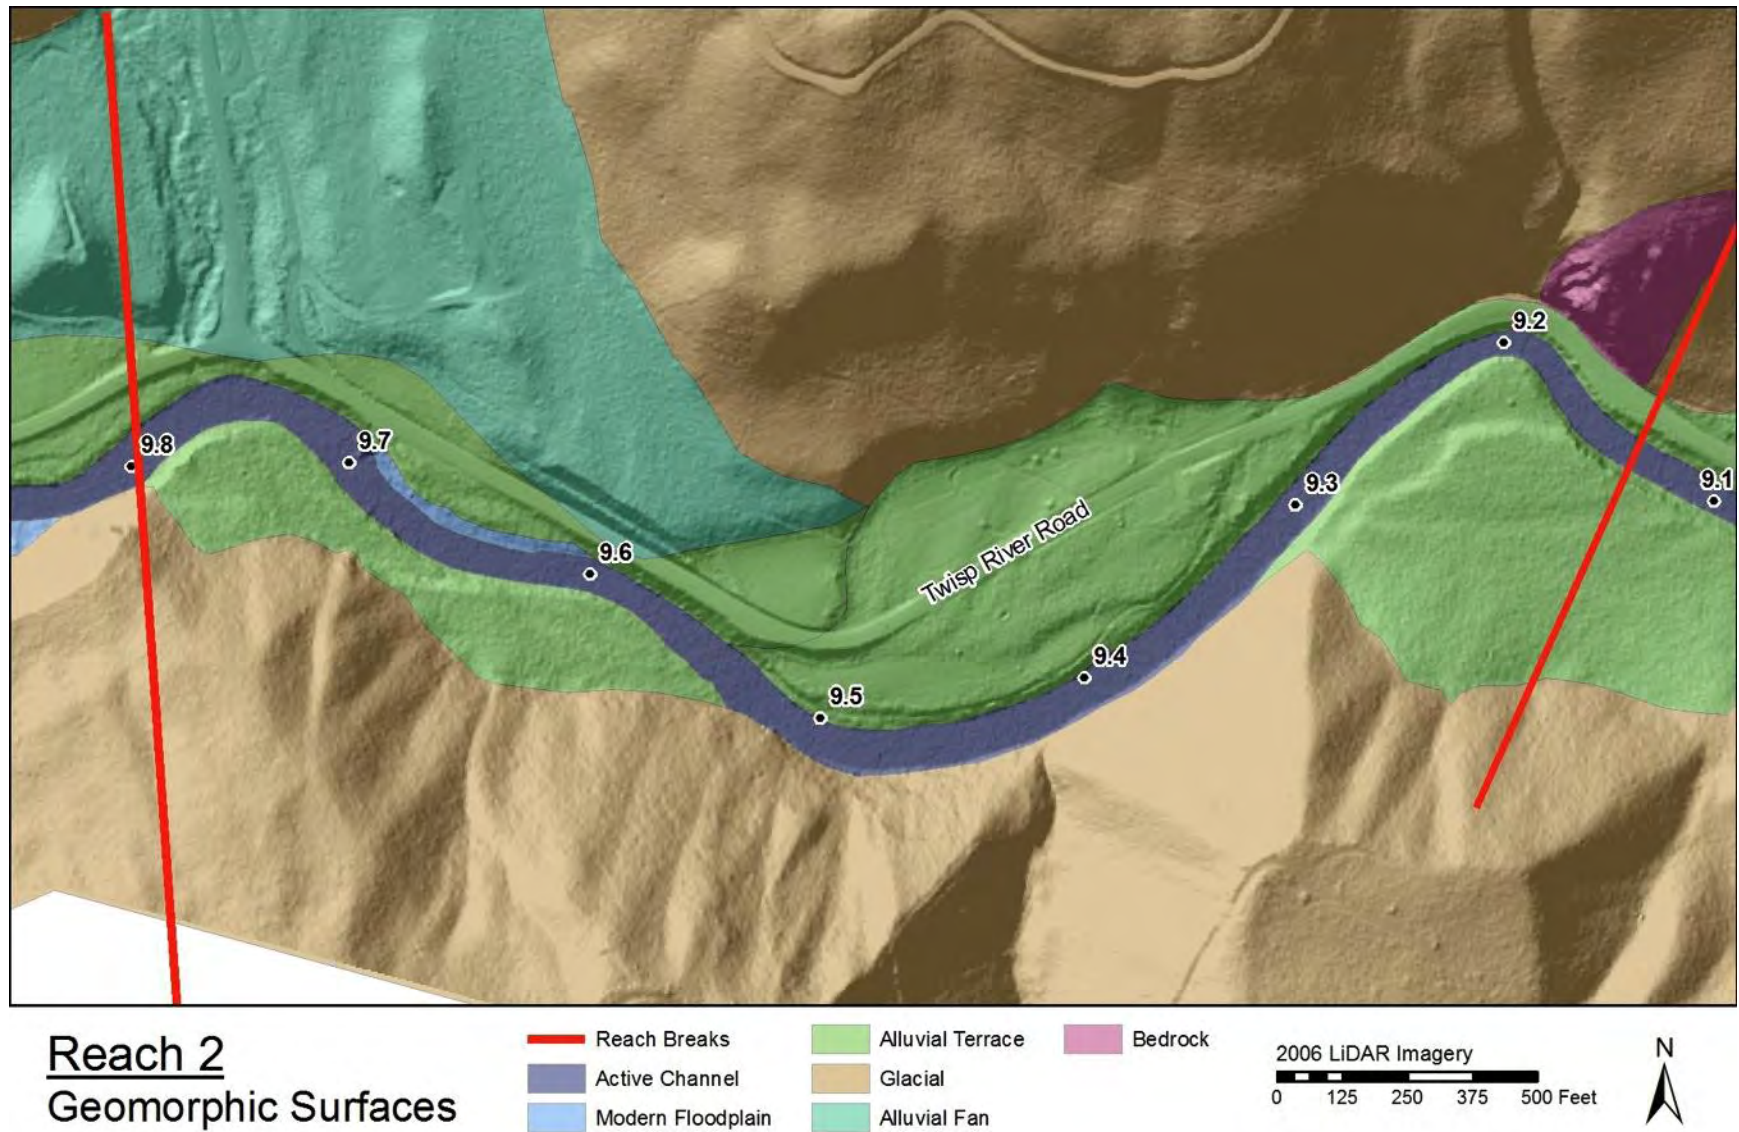 9.2
9.8
9.7
9.3
9.1
9.6
Twisp River Road
9.4
9.5
Reach 2
Geomorphic Surfaces
Reach Breaks
Active Channel
Modern Floodplain
Alluvial Terrace
Glacial
Alluvial Fan
Bedrock
2006 LiDAR Imagery
0 125 250 375 500 Feet
N